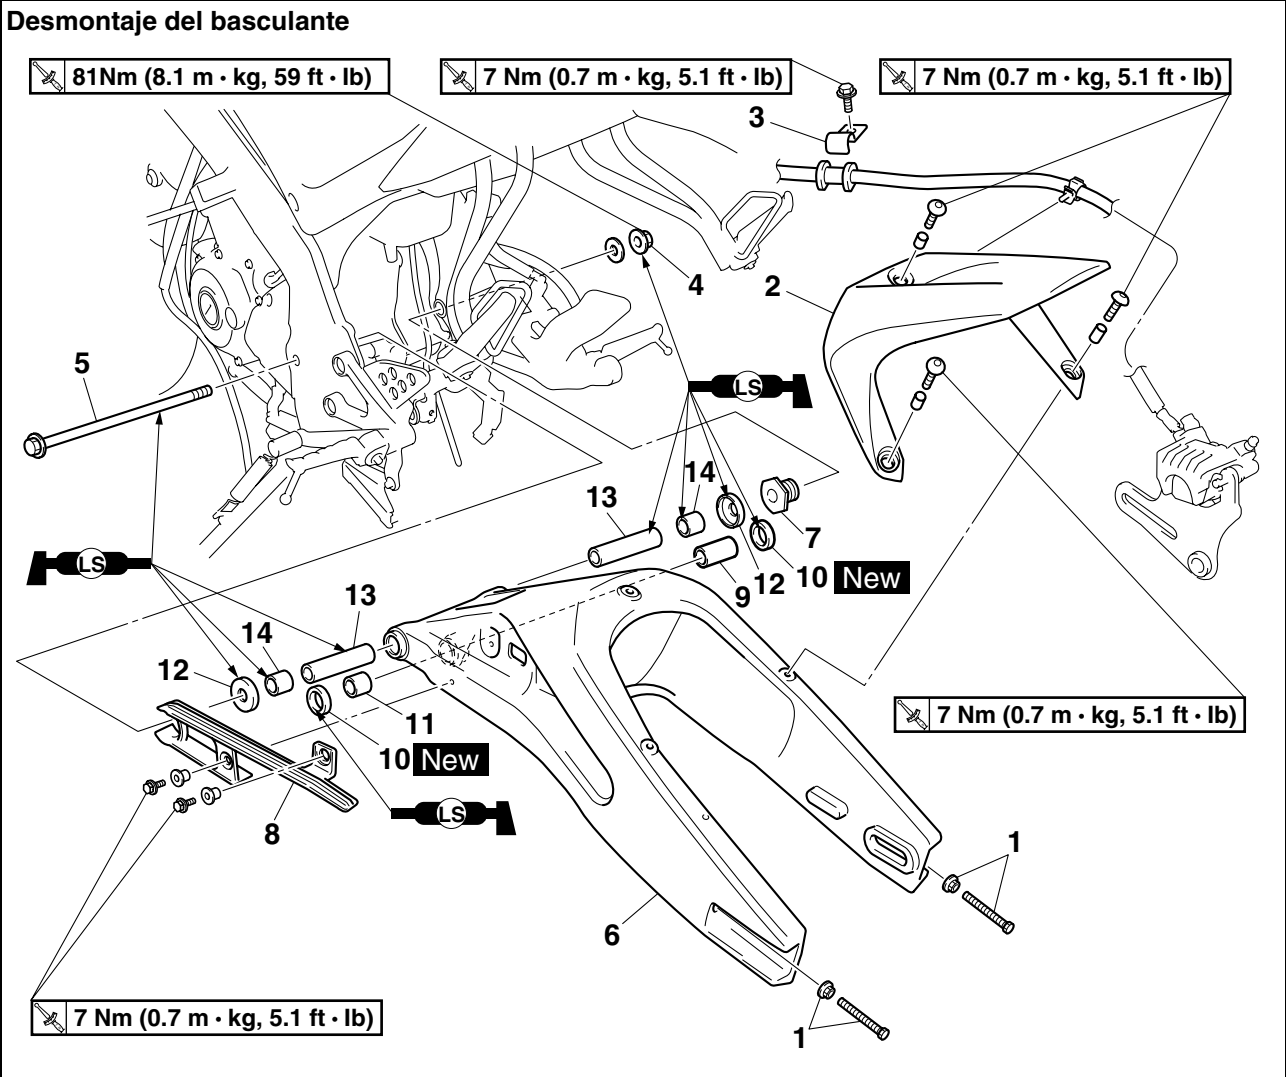 Desmontaje del basculante
81Nm (8.1 m • kg, 59 ft • lb)
7 Nm (0.7 m • kg, 5.1 ft • lb)
7 Nm (0.7 m • kg, 5.1 ft • lb)
3
4
2
5
LS
14
13
7
12
10 New
9
LS
13
14
12
11
10 New
7 Nm (0.7 m • kg, 5.1 ft • lb)
8
LS
1
6
7 Nm (0.7 m • kg, 5.1 ft • lb)
1